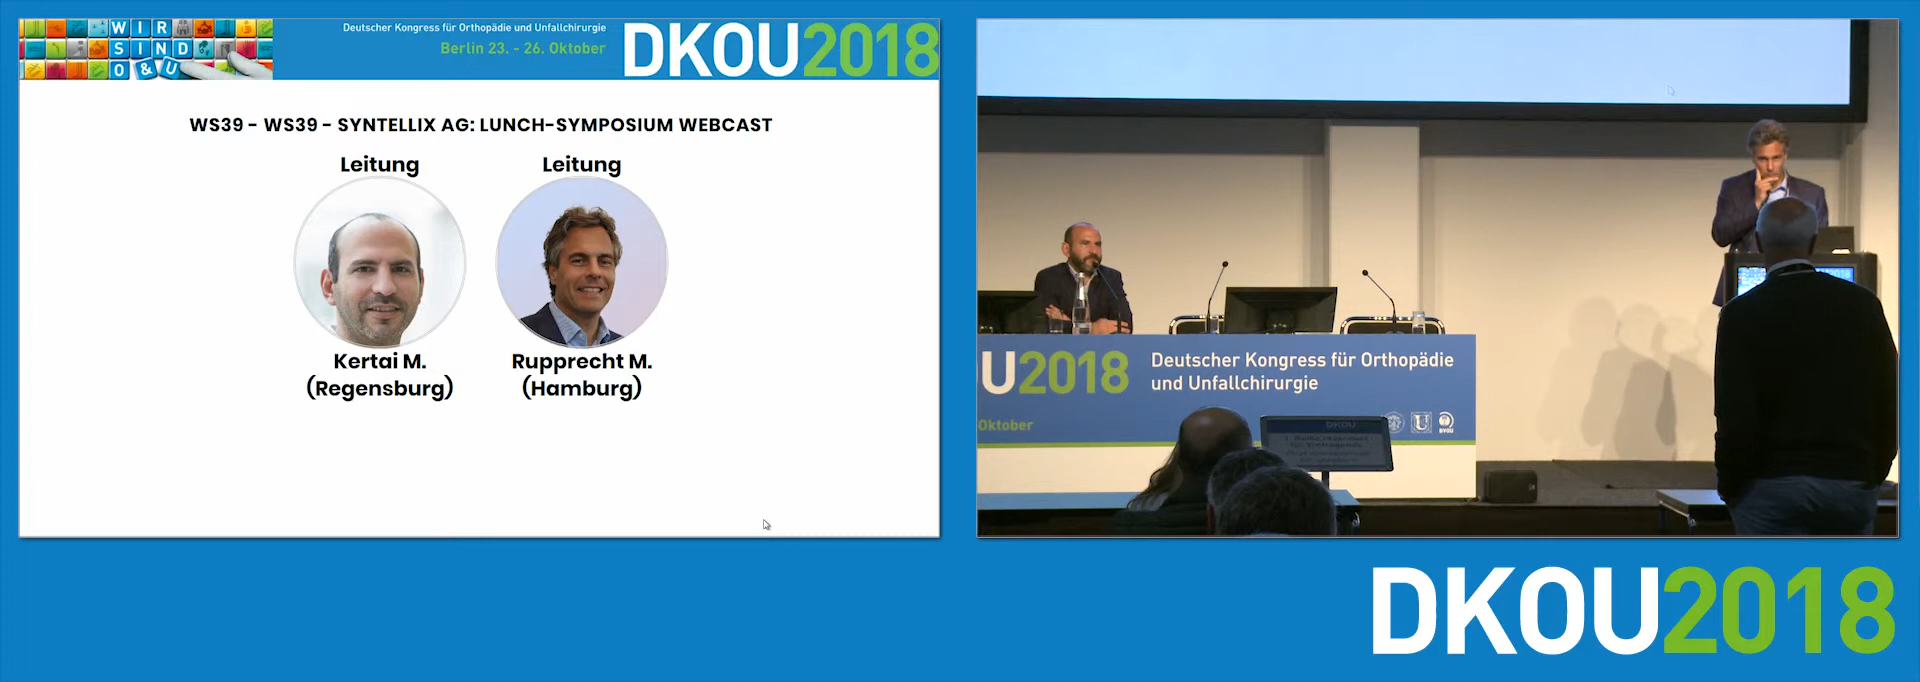 WIR
SIND
O&U
Deutscher Kongress für Orthopädie und Unfallchirurgie
Berlin 23. - 26. Oktober
DKOU2018
WS39 - WS39 - SYNTELLIX AG: LUNCH-SYMPOSIUM WEBCAST
Leitung
Leitung
Kertai M.
(Regensburg)
Rupprecht M.
(Hamburg)
U2018
Deutscher Kongress für Orthopädie
und Unfallchirurgie
Oktober
DKOU
DKOU2018